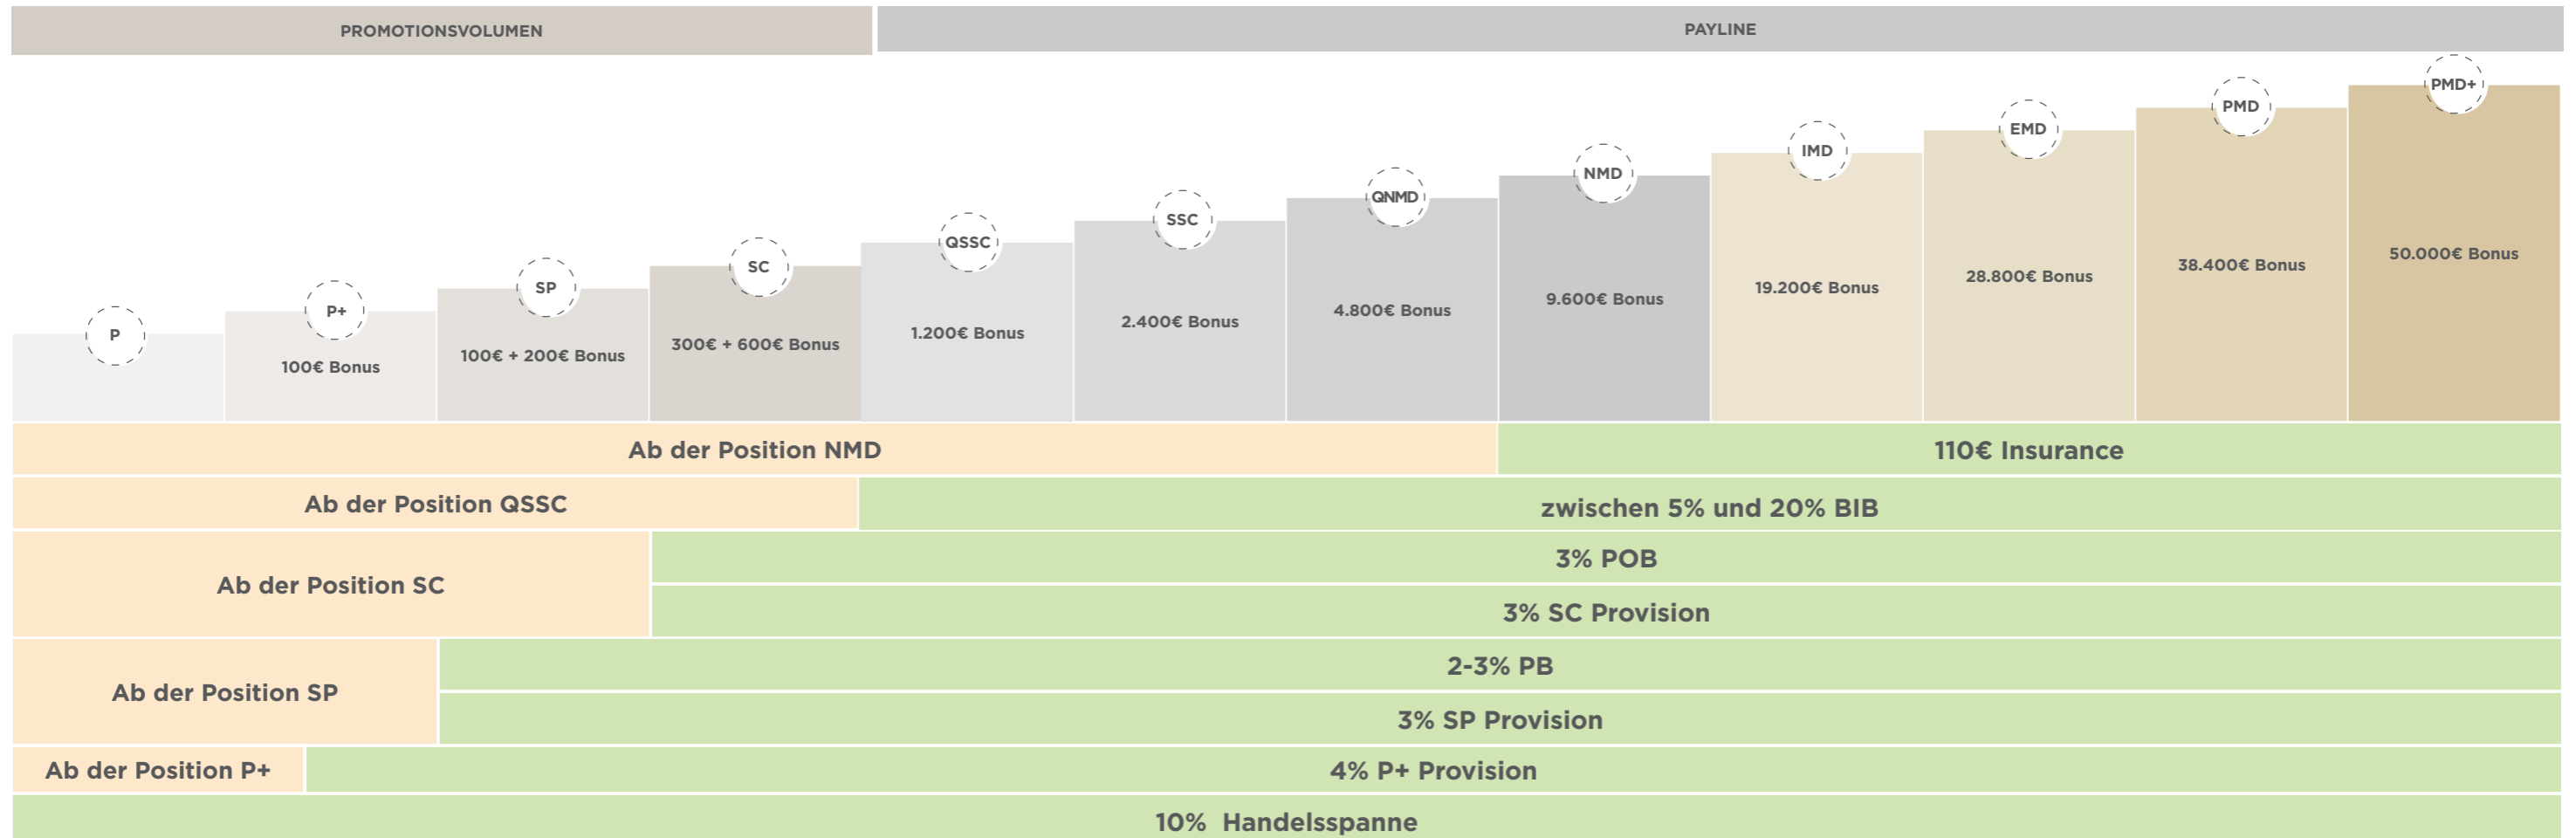 PROMOTIONSVOLUMEN
PAYLINE
P
P+
SP
SC
QSSC
SSC
QNMD
NMD
IMD
EMD
PMD
PMD+
100€ Bonus
100€ + 200€ Bonus
300€ + 600€ Bonus
1.200€ Bonus
2.400€ Bonus
4.800€ Bonus
9.600€ Bonus
19.200€ Bonus
28.800€ Bonus
38.400€ Bonus
50.000€ Bonus
Ab der Position NMD
110€ Insurance
Ab der Position QSSC
zwischen 5% und 20% BIB
Ab der Position SC
3% POB
3% SC Provision
Ab der Position SP
2-3% PB
3% SP Provision
Ab der Position P+
4% P+ Provision
10% Handelsspanne